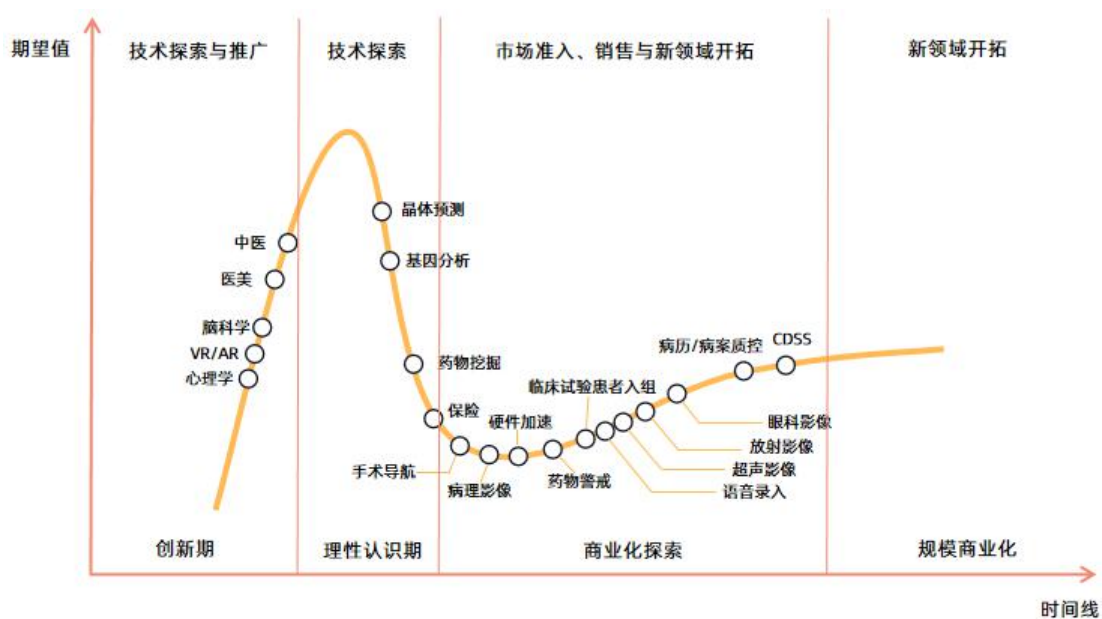 期望值
技术探索与推广
技术探索
市场准入、销售与新领域开拓
新领域开拓
晶体预测
中医
基因分析
医美
脑科学
VR/AR
心理学
药物挖掘
保险
手术导航
病理影像
硬件加速
药物警戒
临床试验患者入组
病历/病案质控
CDSS
眼科影像
放射影像
超声影像
语音录入
创新期
理性认识期
商业化探索
规模商业化
时间线